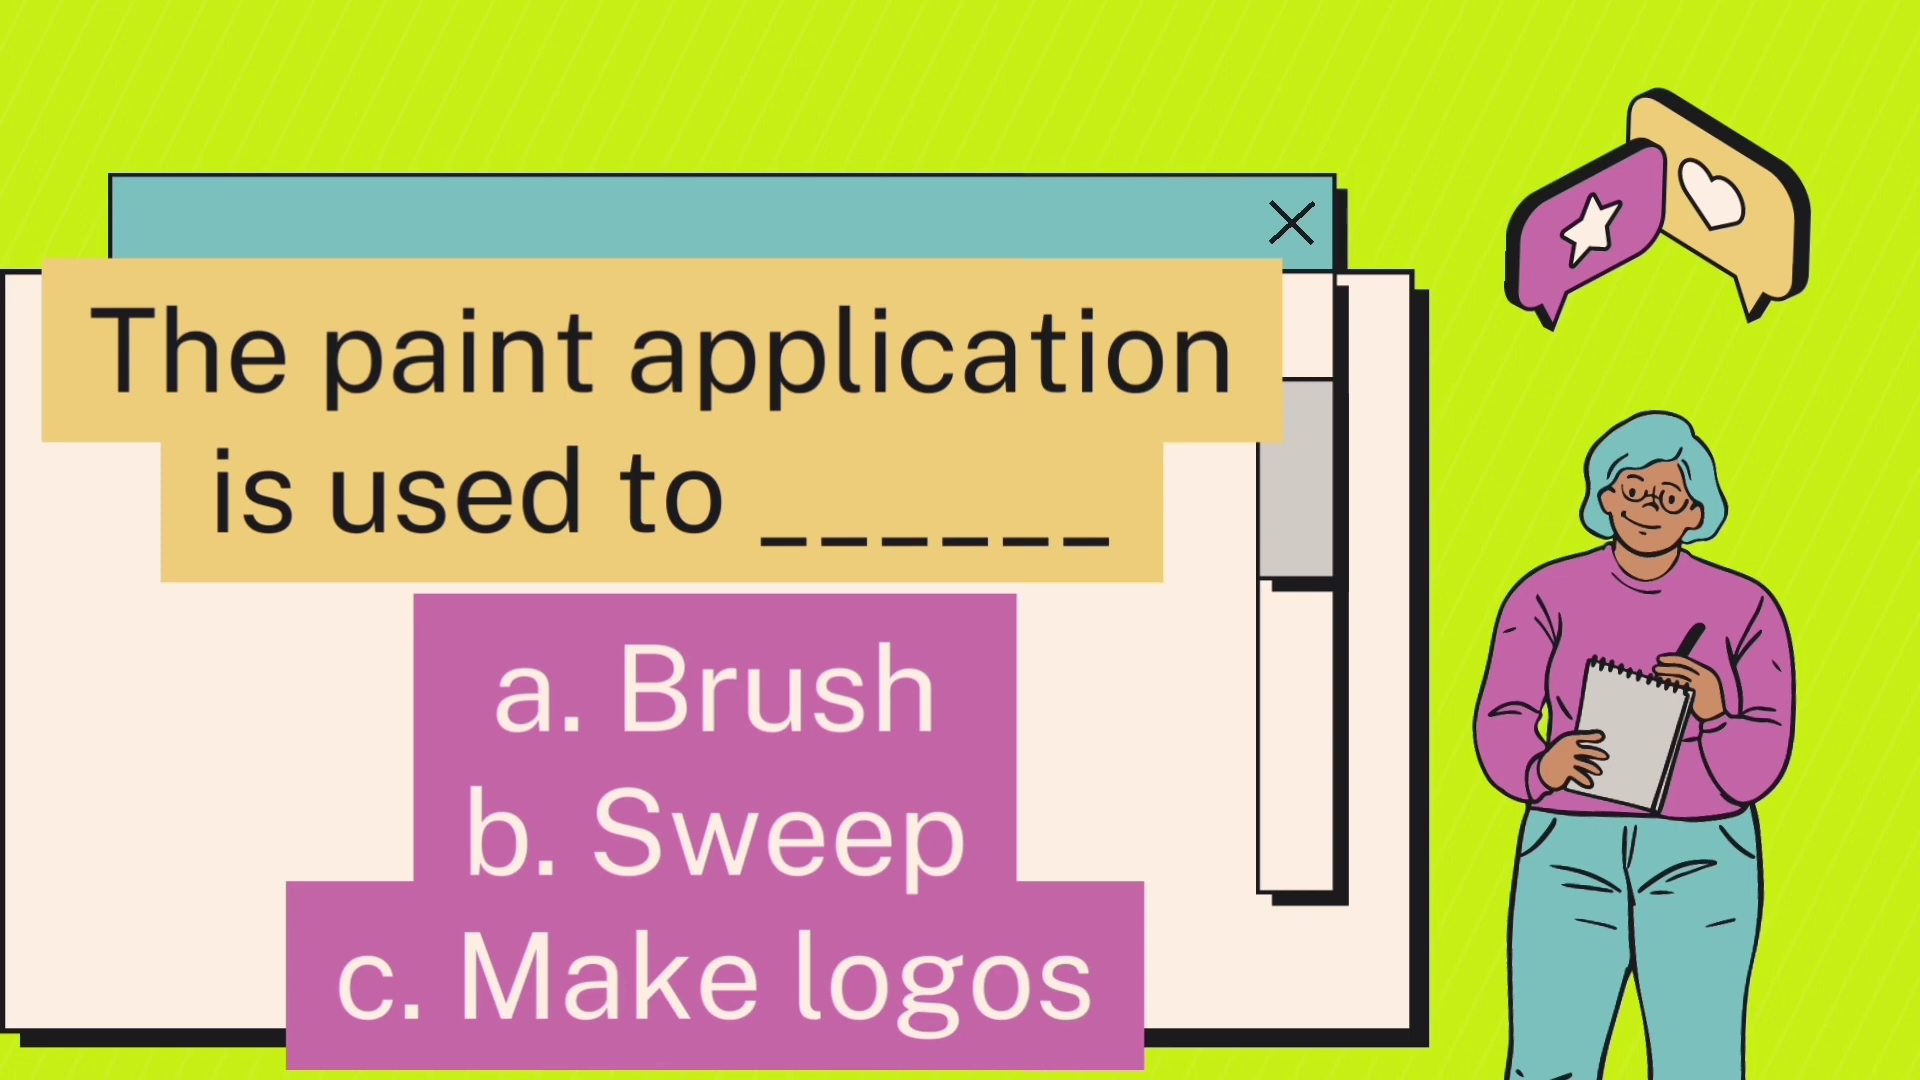 The paint application
is used to ______
a. Brush
b. Sweep
c. Make logos